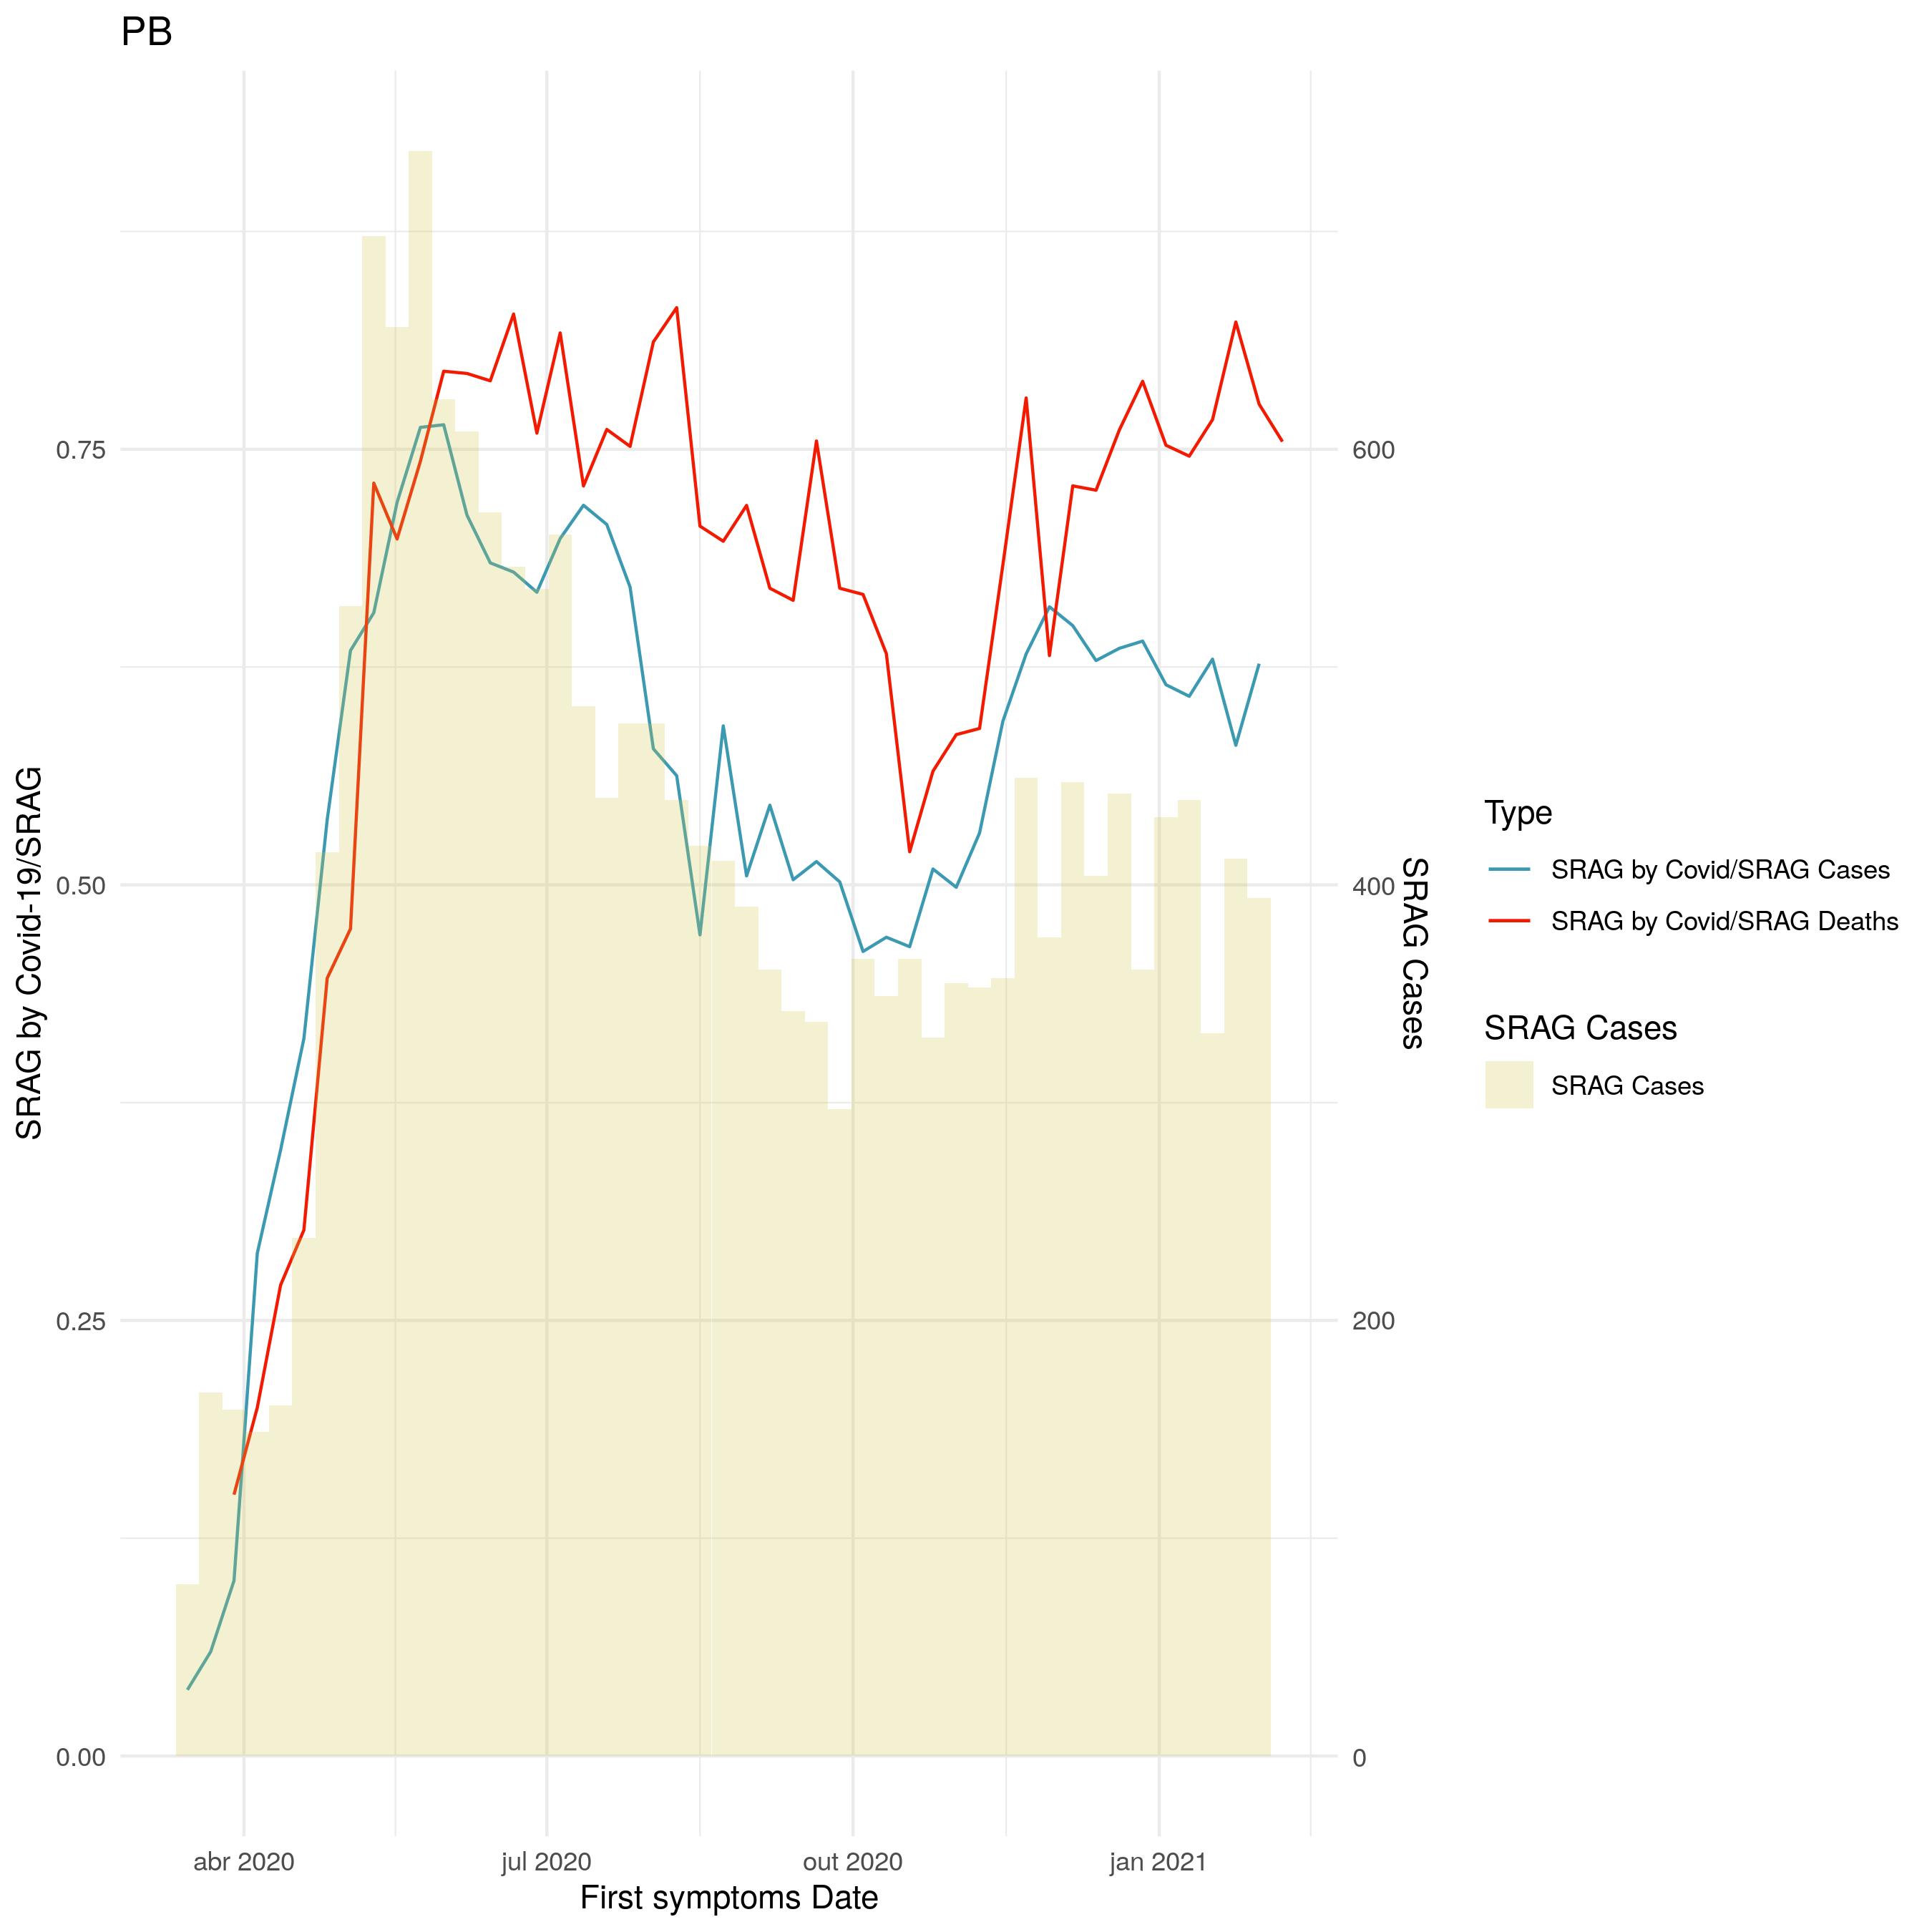 PB
SRAG by Covid-19/SRAG
0.75
0.50
0.25
0.00
600
400
200
0
SRAG Cases
abr 2020
jul 2020
out 2020
jan 2021
First symptoms Date
Type
SRAG by Covid/SRAG Cases
SRAG by Covid/SRAG Deaths
SRAG Cases
SRAG Cases